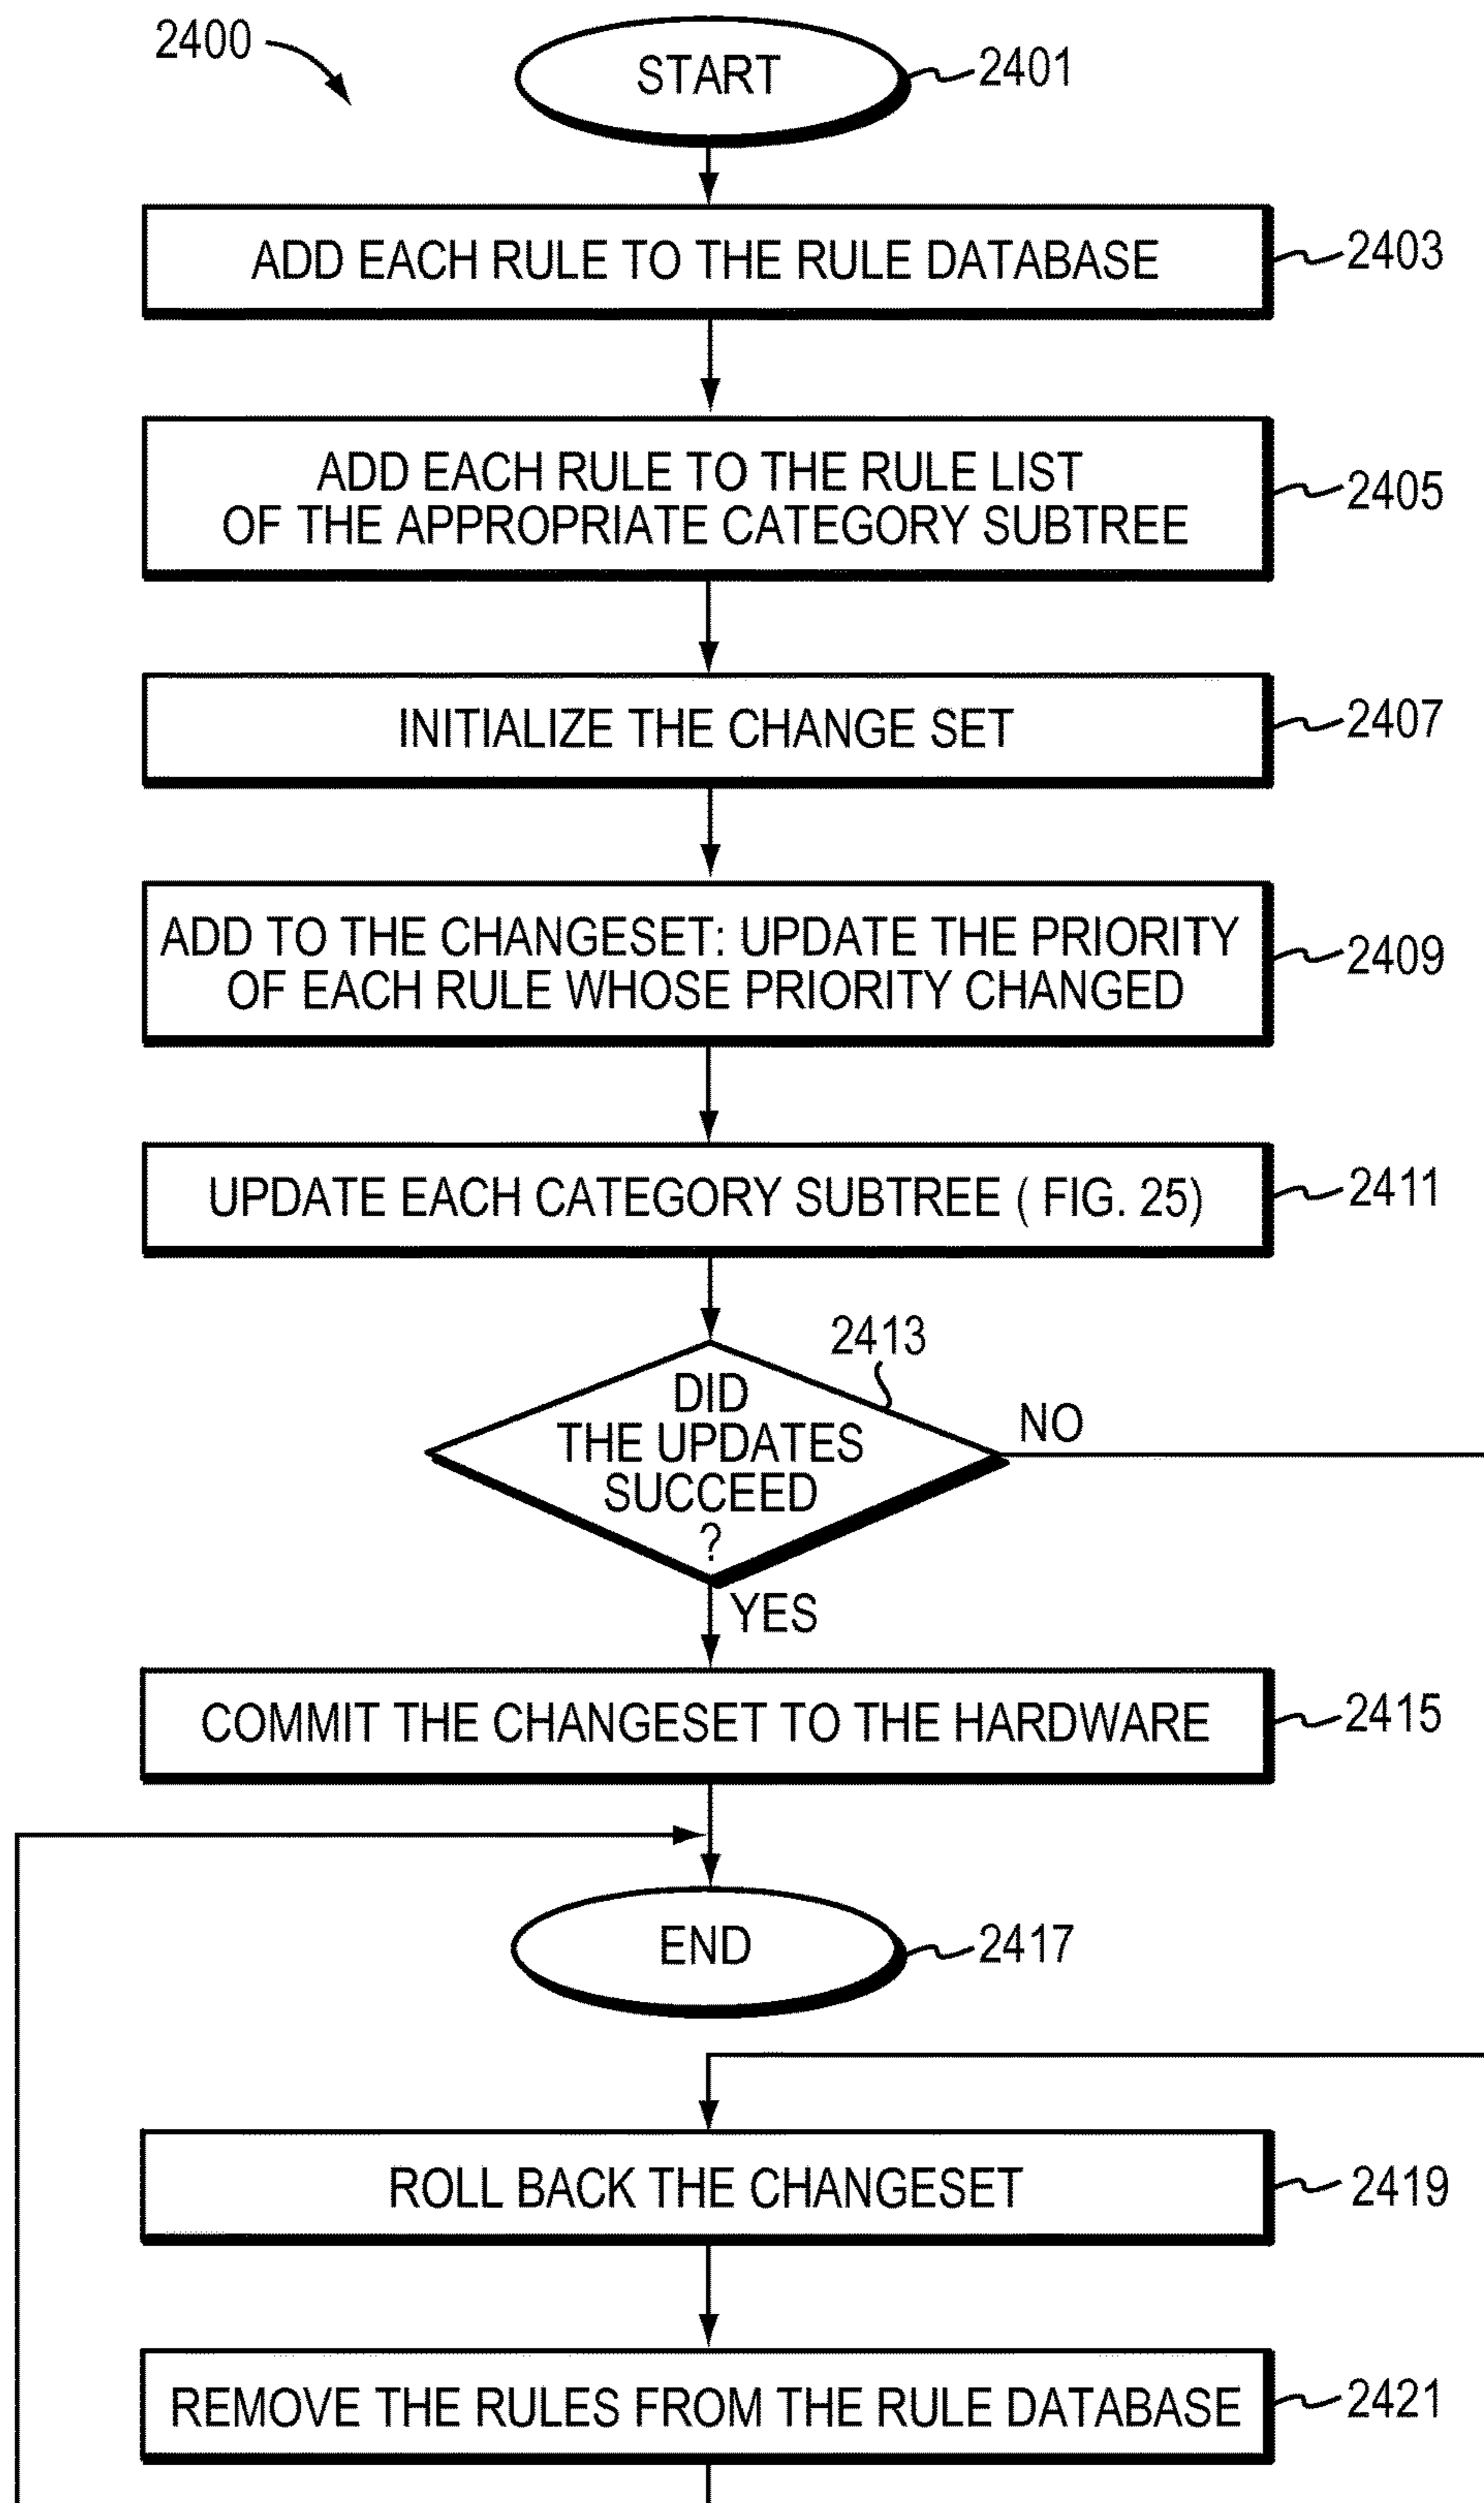 2400
START
2401
ADD EACH RULE TO THE RULE DATABASE
2403
ADD EACH RULE TO THE RULE LIST
OF THE APPROPRIATE CATEGORY SUBTREE
2405
INITIALIZE THE CHANGE SET
2407
ADD TO THE CHANGESET: UPDATE THE PRIORITY
OF EACH RULE WHOSE PRIORITY CHANGED
2409
UPDATE EACH CATEGORY SUBTREE ( FIG. 25)
2411
2413
DID
THE UPDATES
SUCCEED
?
NO
YES
COMMIT THE CHANGESET TO THE HARDWARE
2415
END
2417
ROLL BACK THE CHANGESET
2419
REMOVE THE RULES FROM THE RULE DATABASE
2421